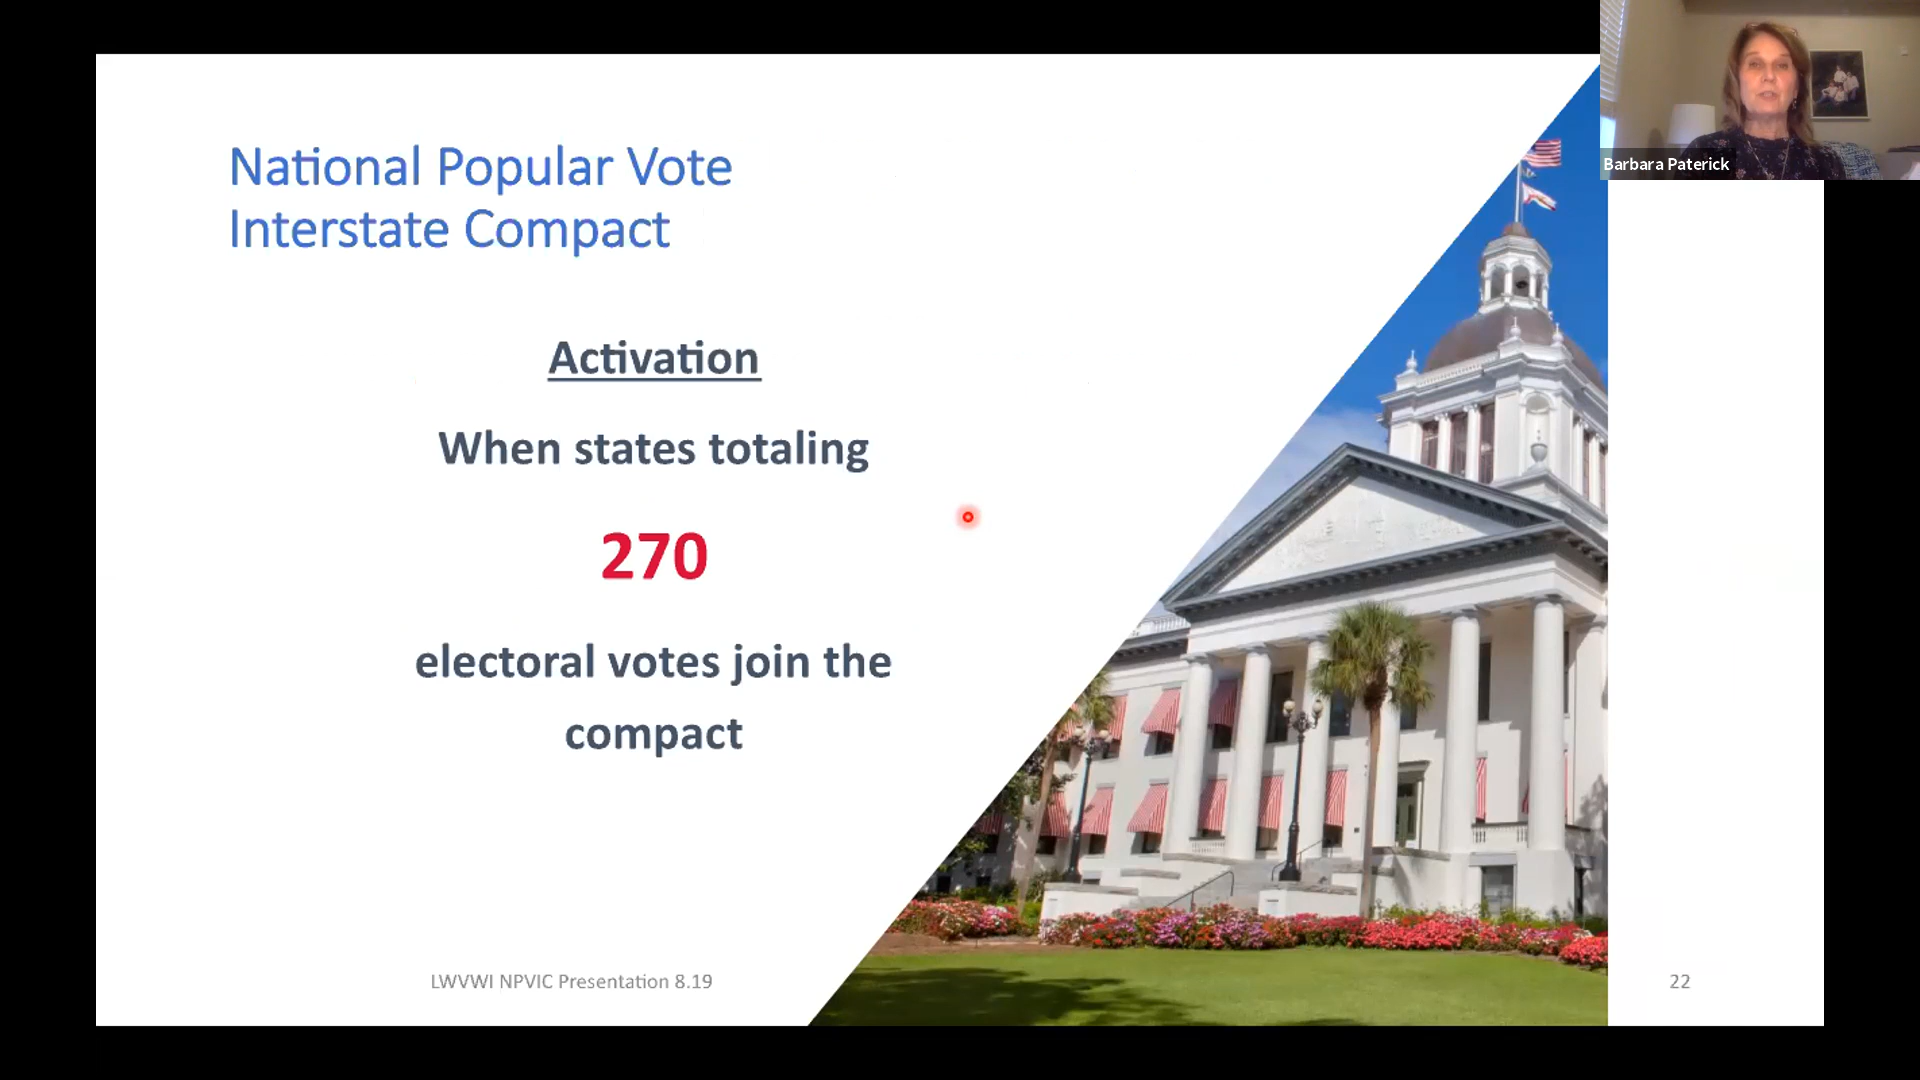 National Popular Vote
Interstate Compact
Activation
When states totaling
270
electoral votes join the
compact
LWVWI NPVIC Presentation 8.19
22
Barbara Paterick